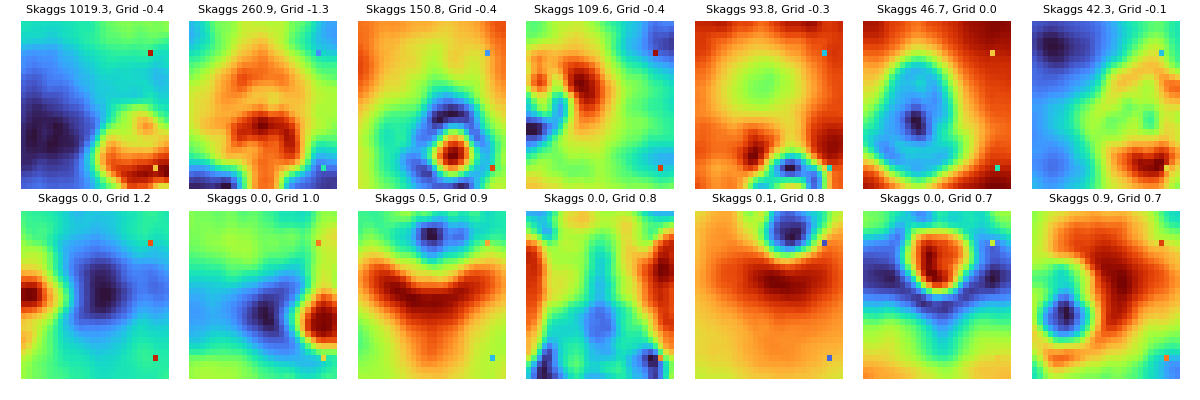 Skaggs 1019.3, Grid -0.4
Skaggs 260.9, Grid -1.3
Skaggs 150.8, Grid -0.4
Skaggs 109.6, Grid -0.4
Skaggs 93.8, Grid -0.3
Skaggs 46.7, Grid 0.0
Skaggs 42.3, Grid -0.1
Skaggs 0.0, Grid 1.2
Skaggs 0.0, Grid 1.0
Skaggs 0.5, Grid 0.9
Skaggs 0.0, Grid 0.8
Skaggs 0.1, Grid 0.8
Skaggs 0.0, Grid 0.7
Skaggs 0.9, Grid 0.7